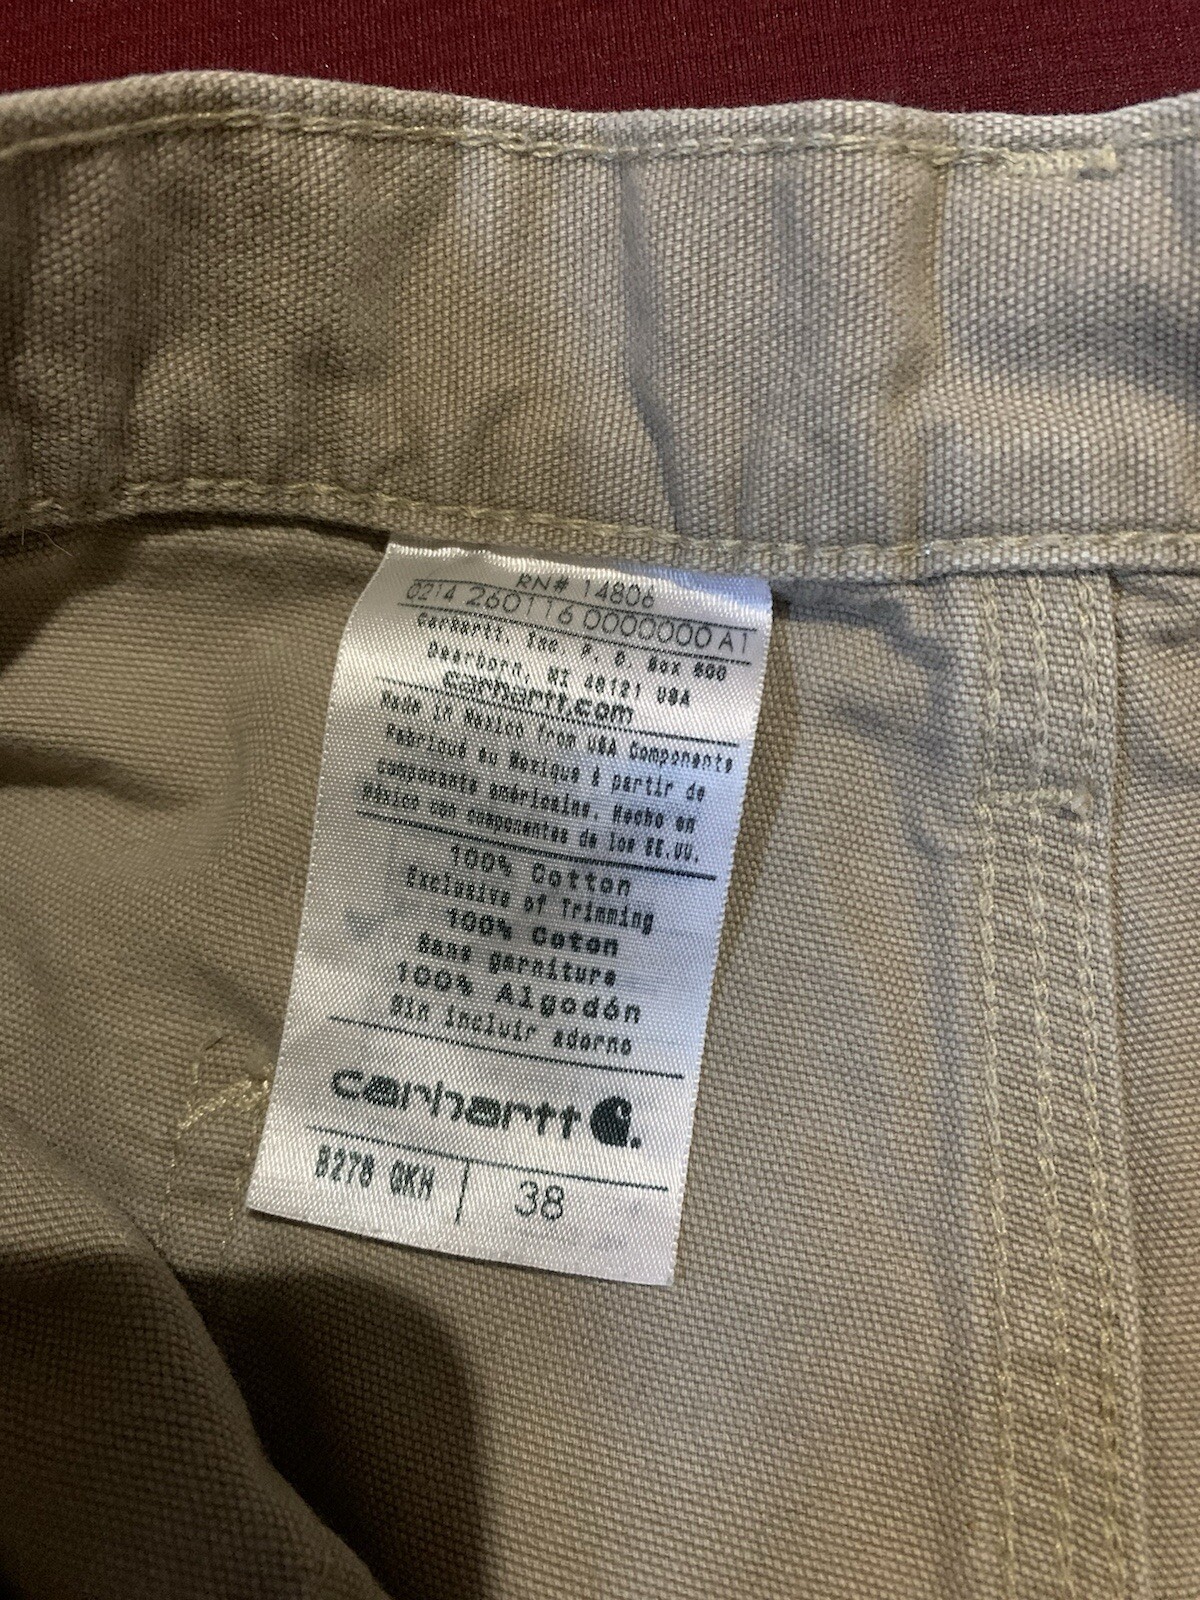 RN# 14806
0214 260116 0000000 A1
Carhartt, Inc. P. O. Box 600
Dearborn, MI 48121 USA
carhartt.com
Made in Mexico from USA Components
Fabriqué au Mexique à partir de
composants américains. Hecho en
México con componentes de los EE.UU.
100% Cotton
Exclusive of Trimming
100% Coton
Sans garniture
100% Algodón
Sin incluir adorno
carhartt
B278 QKH | 38